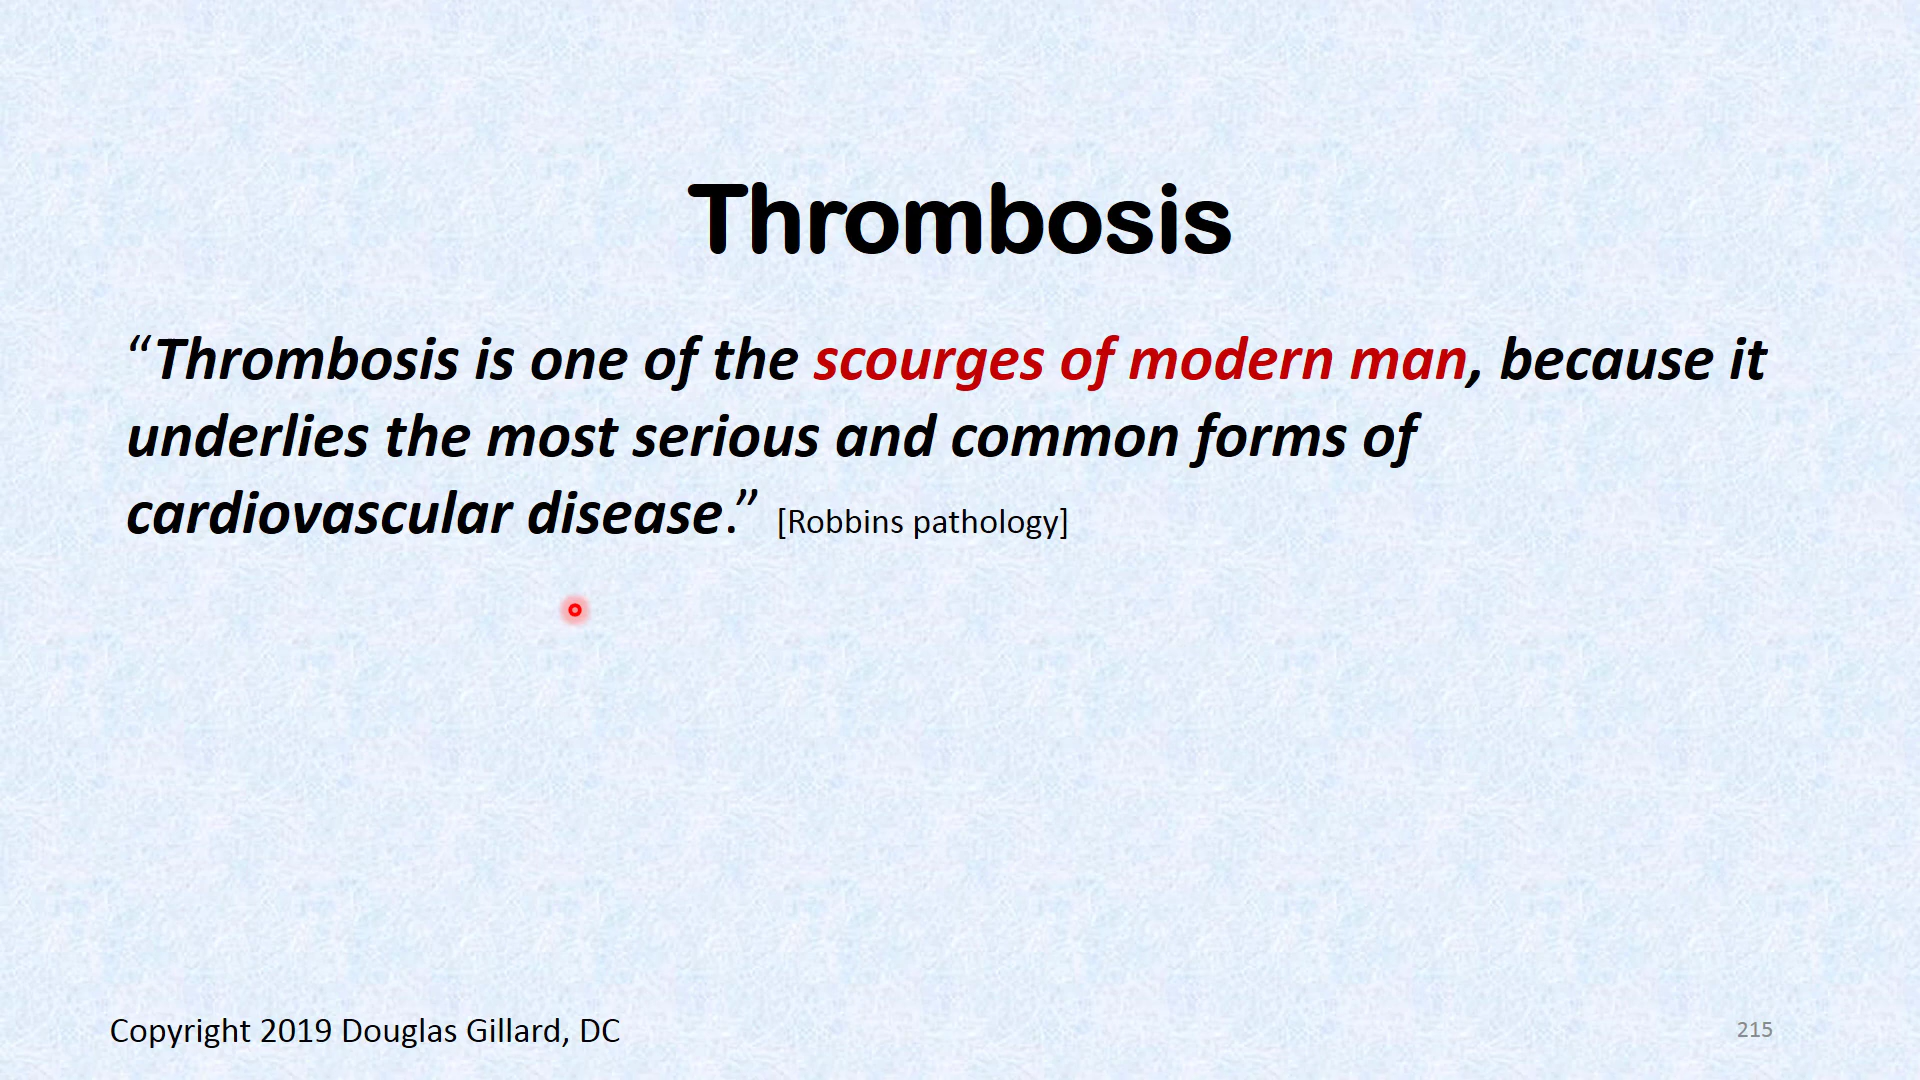 Thrombosis
“Thrombosis is one of the scourges of modern man, because it
underlies the most serious and common forms of
cardiovascular disease.” [Robbins pathology]
Copyright 2019 Douglas Gillard, DC
215